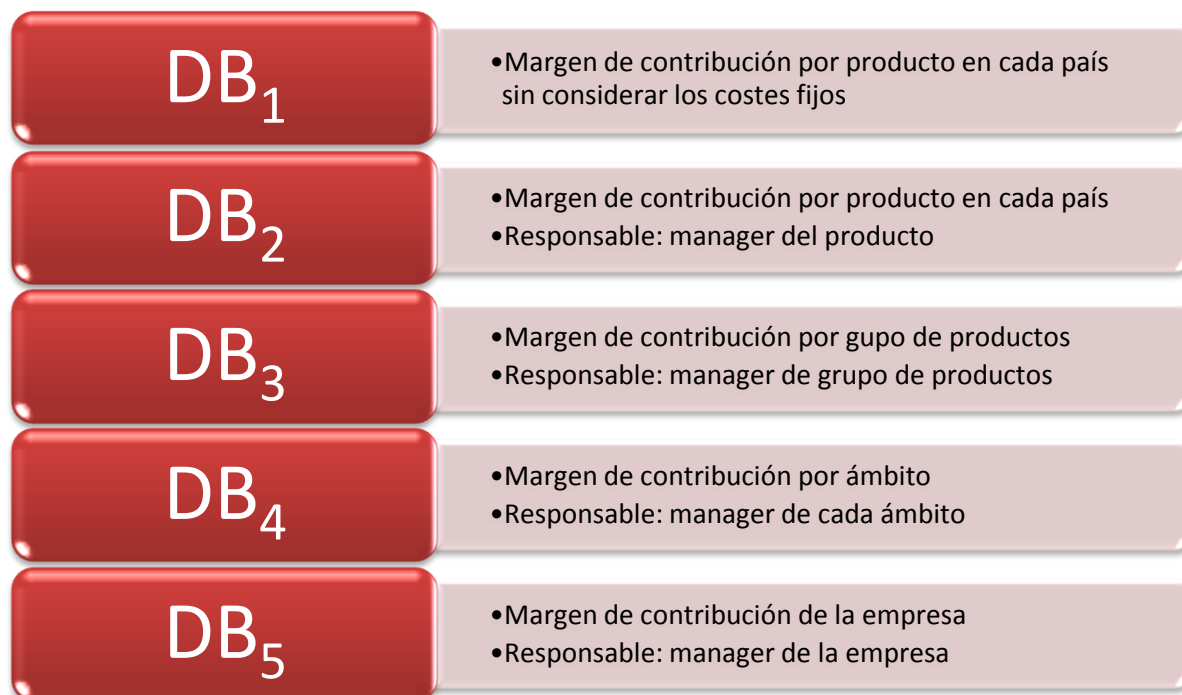 DB₁
•Margen de contribución por producto en cada país
sin considerar los costes fijos
DB₂
•Margen de contribución por producto en cada país
•Responsable: manager del producto
DB₃
•Margen de contribución por gupo de productos
•Responsable: manager de grupo de productos
DB₄
•Margen de contribución por ámbito
•Responsable: manager de cada ámbito
DB₅
•Margen de contribución de la empresa
•Responsable: manager de la empresa